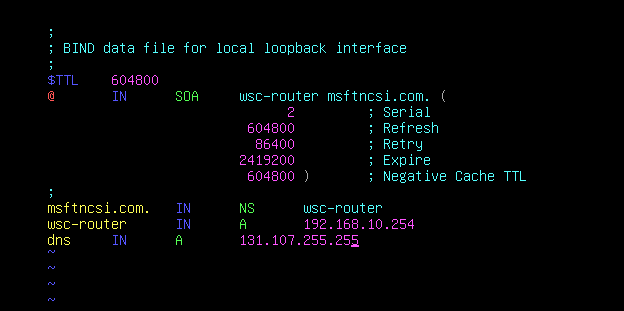 ;
; BIND data file for local loopback interface
;
$TTL    604800
@       IN      SOA     wsc-router msftncsi.com. (
                              2         ; Serial
                         604800         ; Refresh
                          86400         ; Retry
                        2419200         ; Expire
                         604800 )       ; Negative Cache TTL
;
msftncsi.com.   IN      NS      wsc-router
wsc-router      IN      A       192.168.10.254
dns     IN      A       131.107.255.255
~
~
~
~